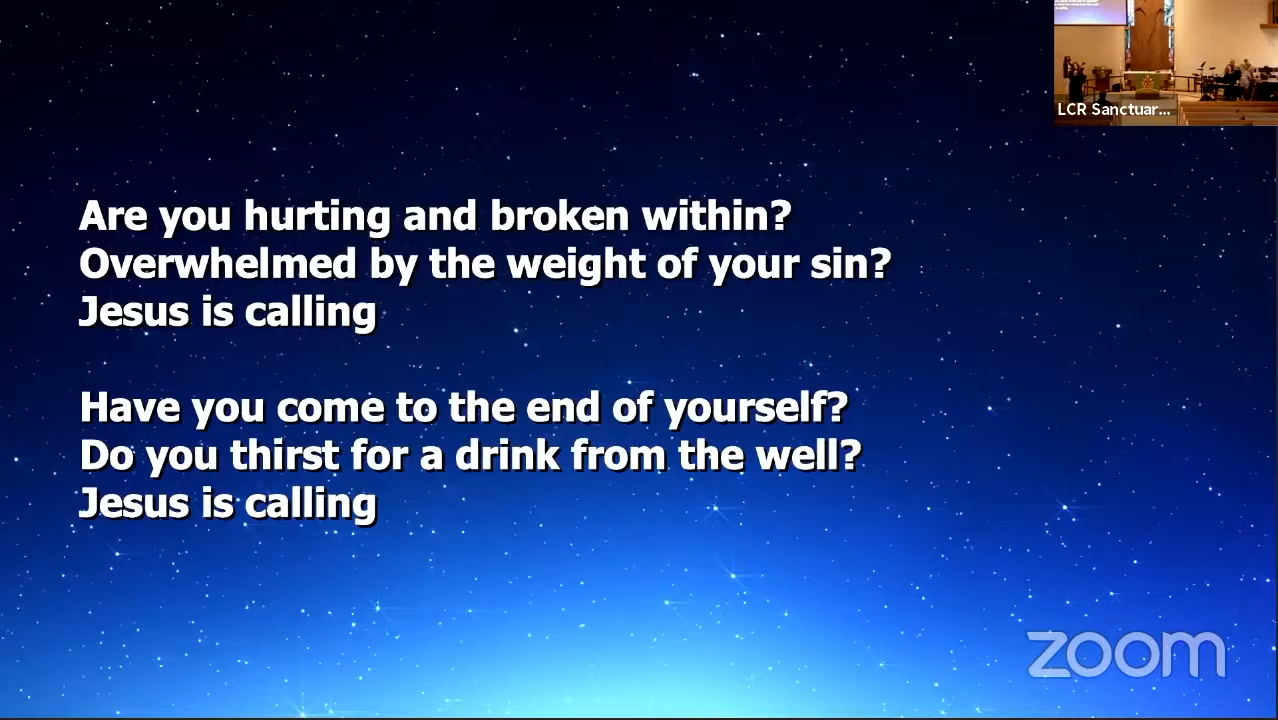 LCR Sanctuar...
Are you hurting and broken within?
Overwhelmed by the weight of your sin?
Jesus is calling
Have you come to the end of yourself?
Do you thirst for a drink from the well?
Jesus is calling
zoom